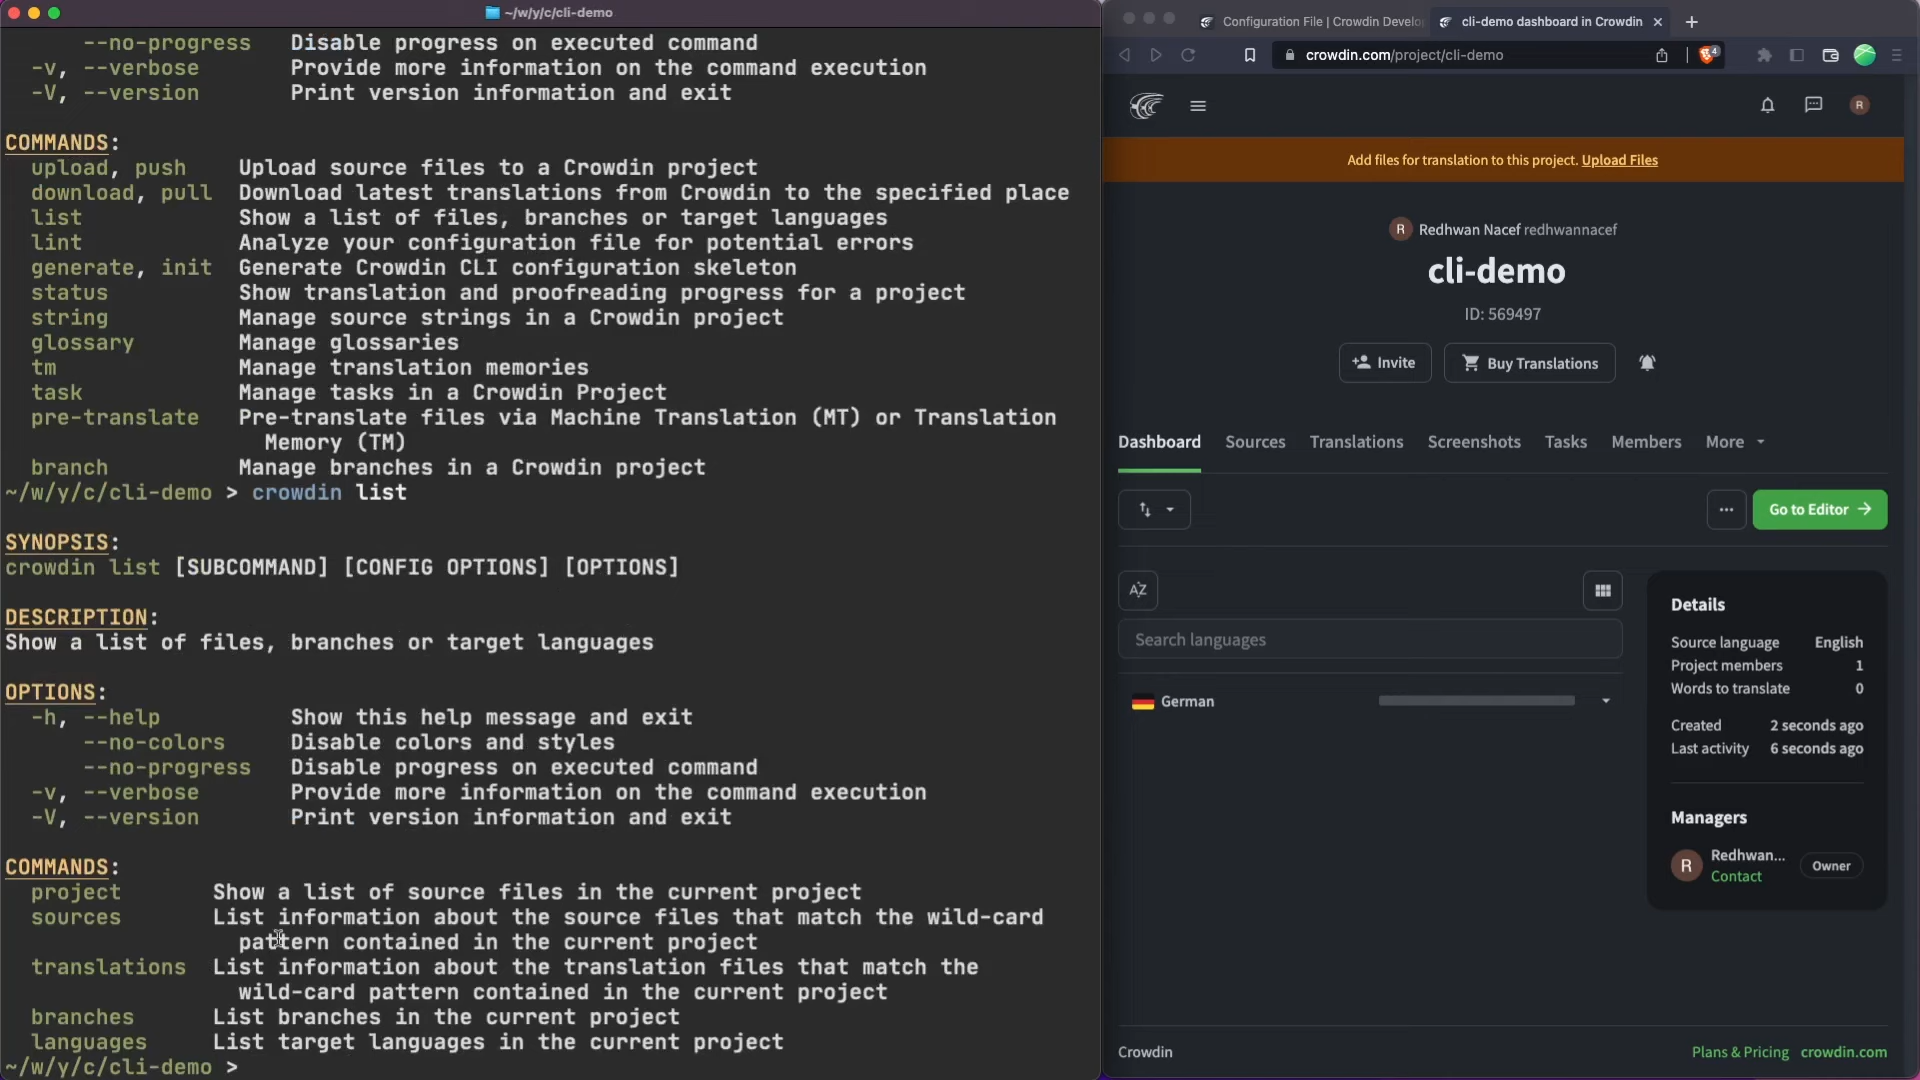 ~/w/y/c/cli-demo
--no-progress   Disable progress on executed command
-v, --verbose   Provide more information on the command execution
-V, --version   Print version information and exit
COMMANDS:
upload, push   Upload source files to a Crowdin project
download, pull   Download latest translations from Crowdin to the specified place
list   Show a list of files, branches or target languages
lint   Analyze your configuration file for potential errors
generate, init   Generate Crowdin CLI configuration skeleton
status   Show translation and proofreading progress for a project
string   Manage source strings in a Crowdin project
glossary   Manage glossaries
tm   Manage translation memories
task   Manage tasks in a Crowdin Project
pre-translate   Pre-translate files via Machine Translation (MT) or Translation
Memory (TM)
branch   Manage branches in a Crowdin project
~/w/y/c/cli-demo > crowdin list
SYNOPSIS:
crowdin list [SUBCOMMAND] [CONFIG OPTIONS] [OPTIONS]
DESCRIPTION:
Show a list of files, branches or target languages
OPTIONS:
-h, --help   Show this help message and exit
--no-colors   Disable colors and styles
--no-progress   Disable progress on executed command
-v, --verbose   Provide more information on the command execution
-V, --version   Print version information and exit
COMMANDS:
project   Show a list of source files in the current project
sources   List information about the source files that match the wild-card
pattern contained in the current project
translations   List information about the translation files that match the
wild-card pattern contained in the current project
branches   List branches in the current project
languages   List target languages in the current project
~/w/y/c/cli-demo >
Configuration File | Crowdin Develo   cli-demo dashboard in Crowdin
crowdin.com/project/cli-demo   4
R
Add files for translation to this project. Upload Files
R Redhwan Nacef redhwannacef
cli-demo
ID: 569497
Invite   Buy Translations
Dashboard   Sources   Translations   Screenshots   Tasks   Members   More
Go to Editor
AZ
Search languages
German
Details
Source language   English
Project members   1
Words to translate   0
Created   2 seconds ago
Last activity   6 seconds ago
Managers
R   Redhwan...   Owner
Contact
Crowdin   Plans & Pricing   crowdin.com